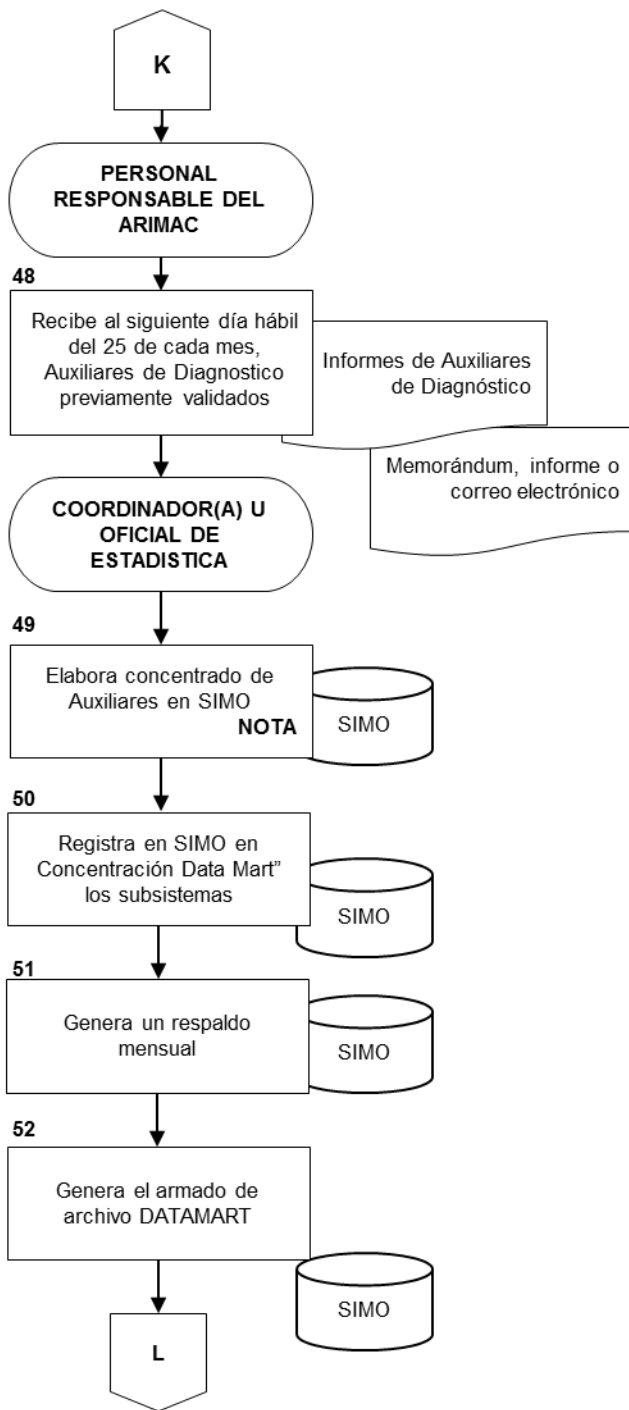 K
PERSONAL
RESPONSABLE DEL
ARIMAC
48
Recibe al siguiente día hábil
del 25 de cada mes,
Auxiliares de Diagnostico
previamente validados
Informes de Auxiliares
de Diagnóstico
Memorándum, informe o
correo electrónico
COORDINADOR(A) U
OFICIAL DE
ESTADISTICA
49
Elabora concentrado de
Auxiliares en SIMO
NOTA
SIMO
50
Registra en SIMO en
Concentración Data Mart”
los subsistemas
SIMO
51
Genera un respaldo
mensual
SIMO
52
Genera el armado de
archivo DATAMART
SIMO
L